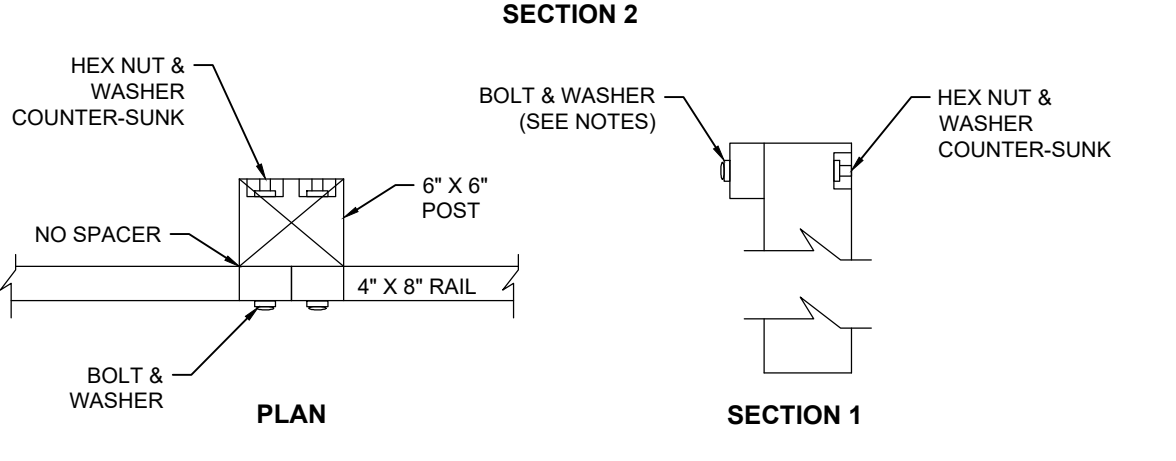 SECTION 2
HEX NUT &
WASHER
COUNTER-SUNK
6" X 6"
POST
NO SPACER
4" X 8" RAIL
BOLT &
WASHER
PLAN
BOLT & WASHER
(SEE NOTES)
HEX NUT &
WASHER
COUNTER-SUNK
SECTION 1